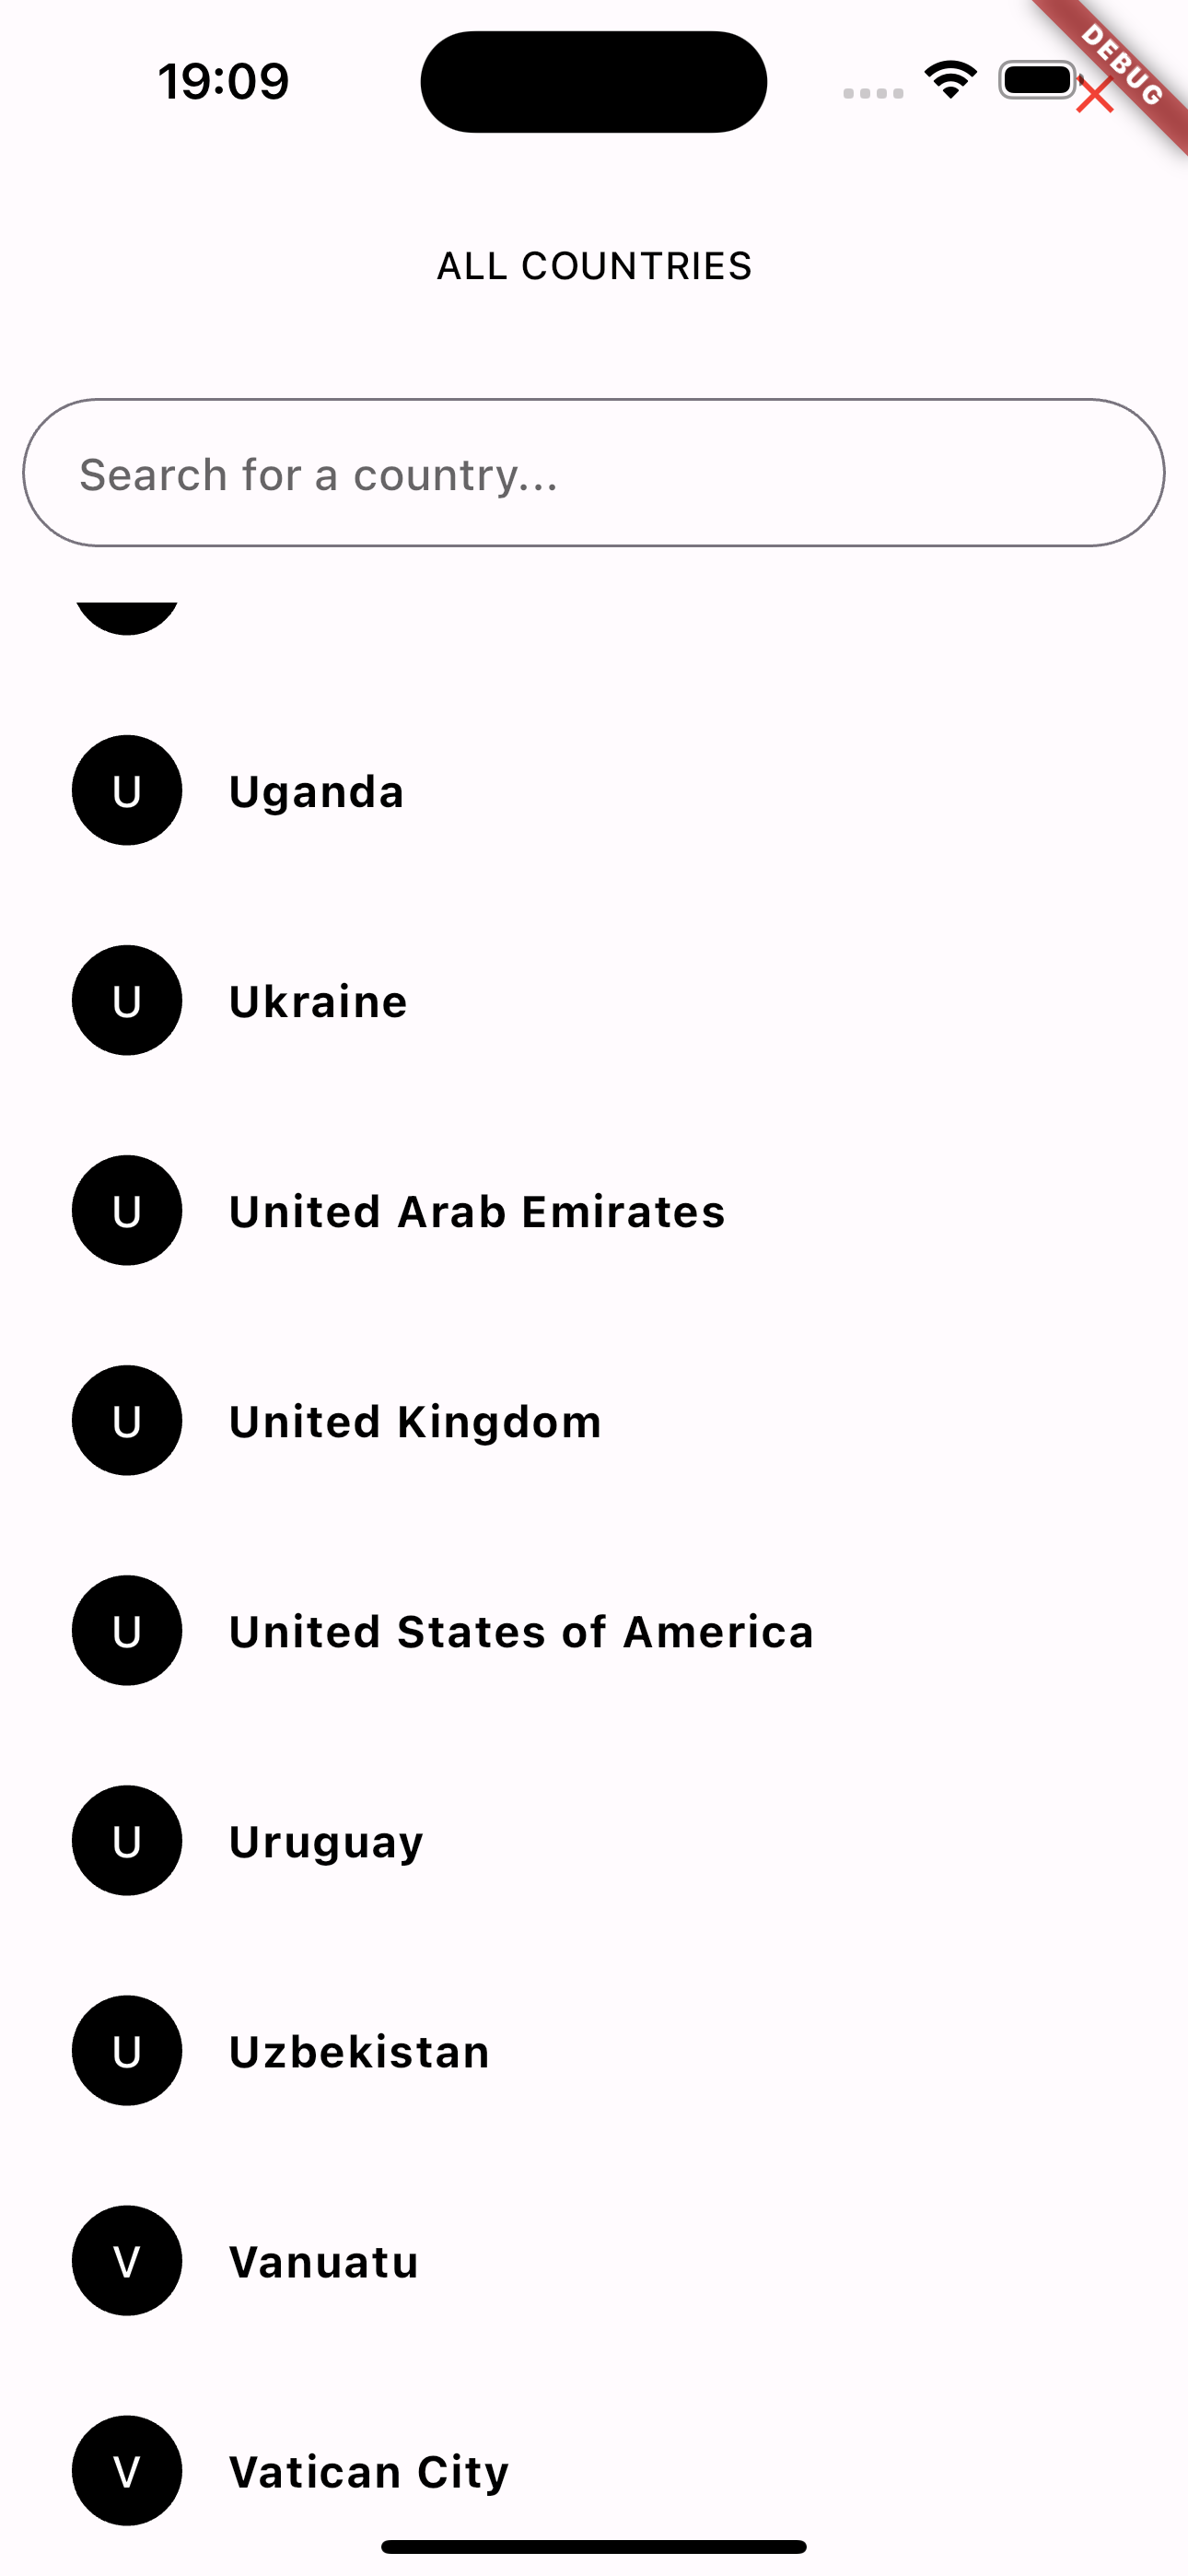 19:09
DEBUG
ALL COUNTRIES
Search for a country...
U Uganda
U Ukraine
U United Arab Emirates
U United Kingdom
U United States of America
U Uruguay
U Uzbekistan
V Vanuatu
V Vatican City